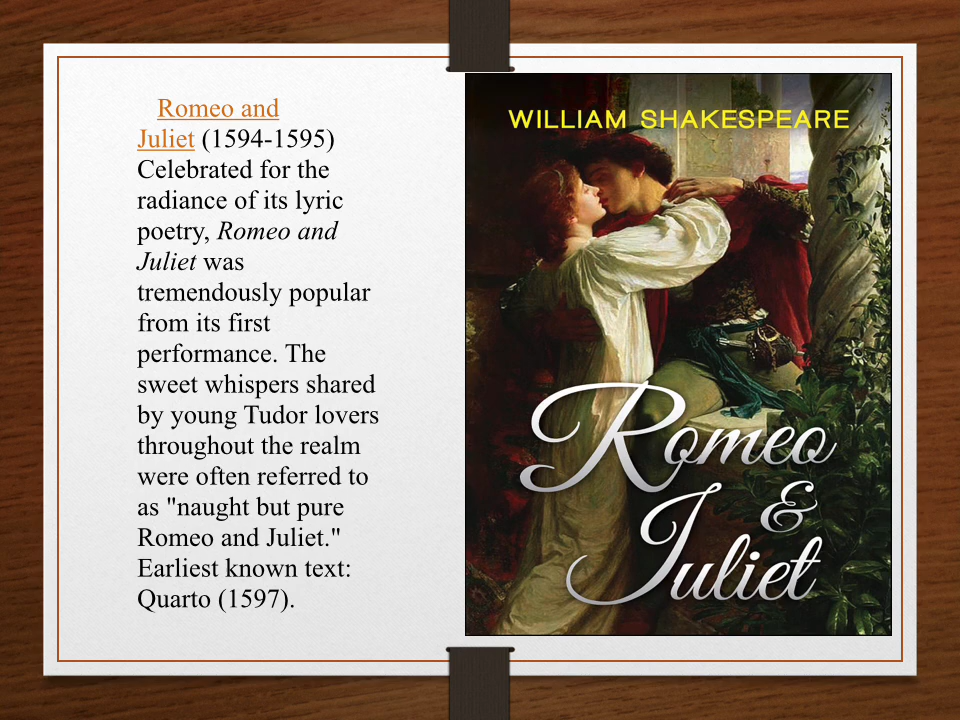 Romeo and
Juliet (1594-1595)
Celebrated for the
radiance of its lyric
poetry, Romeo and
Juliet was
tremendously popular
from its first
performance. The
sweet whispers shared
by young Tudor lovers
throughout the realm
were often referred to
as "naught but pure
Romeo and Juliet."
Earliest known text:
Quarto (1597).
WILLIAM SHAKESPEARE
Romeo
&
Juliet